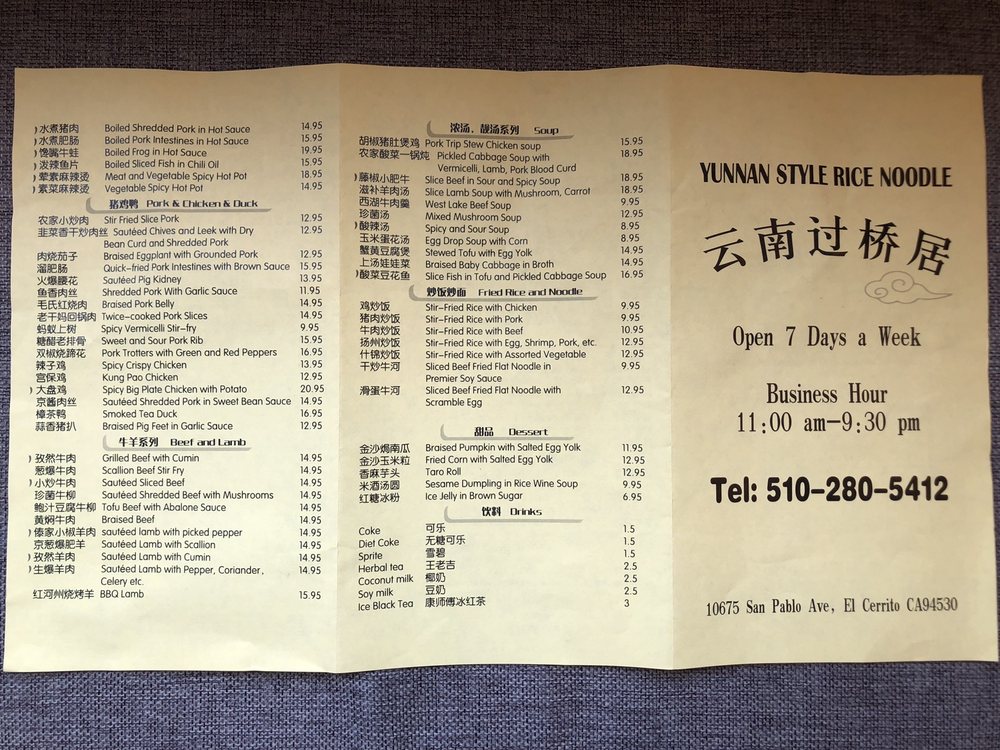 水煮猪肉 Boiled Shredded Pork in Hot Sauce 14.95
水煮肥肠 Boiled Pork Intestines in Hot Sauce 15.95
馋嘴牛蛙 Boiled Frog in Hot Sauce 19.95
泼辣鱼片 Boiled Sliced Fish in Chili Oil 15.95
荤素麻辣烫 Meat and Vegetable Spicy Hot Pot 18.95
素菜麻辣烫 Vegetable Spicy Hot Pot 14.95
猪鸡鸭 Pork & Chicken & Duck
农家小炒肉 Stir Fried Slice Pork 12.95
韭菜香干炒肉丝 Sautéed Chives and Leek with Dry 12.95
Bean Curd and Shredded Pork
肉烧茄子 Braised Eggplant with Grounded Pork 12.95
溜肥肠 Quick-fried Pork Intestines with Brown Sauce 15.95
火爆腰花 Sautéed Pig Kidney 13.95
鱼香肉丝 Shredded Pork With Garlic Sauce 11.95
毛氏红烧肉 Braised Pork Belly 14.95
老干妈回锅肉 Twice-cooked Pork Slices 14.95
蚂蚁上树 Spicy Vermicelli Stir-fry 9.95
糖醋老排骨 Sweet and Sour Pork Rib 15.95
双椒烧蹄花 Pork Trotters with Green and Red Peppers 16.95
辣子鸡 Spicy Crispy Chicken 13.95
宫保鸡 Kung Pao Chicken 12.95
大盘鸡 Spicy Big Plate Chicken with Potato 20.95
京酱肉丝 Sautéed Shredded Pork in Sweet Bean Sauce 14.95
樟茶鸭 Smoked Tea Duck 16.95
蒜香猪扒 Braised Pig Feet in Garlic Sauce 12.95
牛羊系列 Beef and Lamb
孜然牛肉 Grilled Beef with Cumin 14.95
葱爆牛肉 Scallion Beef Stir Fry 14.95
小炒牛肉 Sautéed Sliced Beef 14.95
珍菌牛柳 Sautéed Shredded Beef with Mushrooms 14.95
鲍汁豆腐牛柳 Tofu Beef with Abalone Sauce 14.95
黄焖牛肉 Braised Beef 14.95
傣家小椒羊肉 sautéed lamb with picked pepper 14.95
京葱爆肥羊 Sautéed Lamb with Scallion 14.95
孜然羊肉 Sautéed Lamb with Cumin 14.95
生爆羊肉 Sautéed Lamb with Pepper, Coriander, 14.95
Celery etc.
红河州烧烤羊 BBQ Lamb 15.95
浓汤，靓汤系列 Soup
胡椒猪肚煲鸡 Pork Trip Stew Chicken soup 15.95
农家酸菜一锅炖 Pickled Cabbage Soup with 18.95
Vermicelli, Lamb, Pork Blood Curd
藤椒小肥牛 Slice Beef in Sour and Spicy Soup 18.95
滋补羊肉汤 Slice Lamb Soup with Mushroom, Carrot 18.95
西湖牛肉羹 West Lake Beef Soup 9.95
珍菌汤 Mixed Mushroom Soup 12.95
酸辣汤 Spicy and Sour Soup 8.95
玉米蛋花汤 Egg Drop Soup with Corn 8.95
蟹黄豆腐煲 Stewed Tofu with Egg Yolk 14.95
上汤娃娃菜 Braised Baby Cabbage in Broth 14.95
酸菜豆花鱼 Slice Fish in Tofu and Pickled Cabbage Soup 16.95
炒饭炒面 Fried Rice and Noodle
鸡炒饭 Stir-Fried Rice with Chicken 9.95
猪肉炒饭 Stir-Fried Rice with Pork 9.95
牛肉炒饭 Stir-Fried Rice with Beef 10.95
扬州炒饭 Stir-Fried Rice with Egg, Shrimp, Pork, etc. 12.95
什锦炒饭 Stir-Fried Rice with Assorted Vegetable 12.95
干炒牛河 Sliced Beef Fried Flat Noodle in 9.95
Premier Soy Sauce
滑蛋牛河 Sliced Beef Fried Flat Noodle with 12.95
Scramble Egg
甜品 Dessert
金沙焗南瓜 Braised Pumpkin with Salted Egg Yolk 11.95
金沙玉米粒 Fried Corn with Salted Egg Yolk 12.95
香麻芋头 Taro Roll 12.95
米酒汤圆 Sesame Dumpling in Rice Wine Soup 9.95
红糖冰粉 Ice Jelly in Brown Sugar 6.95
饮料 Drinks
Coke 可乐 1.5
Diet Coke 无糖可乐 1.5
Sprite 雪碧 1.5
Herbal tea 王老吉 2.5
Coconut milk 椰奶 2.5
Soy milk 豆奶 2.5
Ice Black Tea 康师傅冰红茶 3
YUNNAN STYLE RICE NOODLE
云南过桥居
Open 7 Days a Week
Business Hour
11:00 am-9:30 pm
Tel: 510-280-5412
10675 San Pablo Ave, El Cerrito CA94530